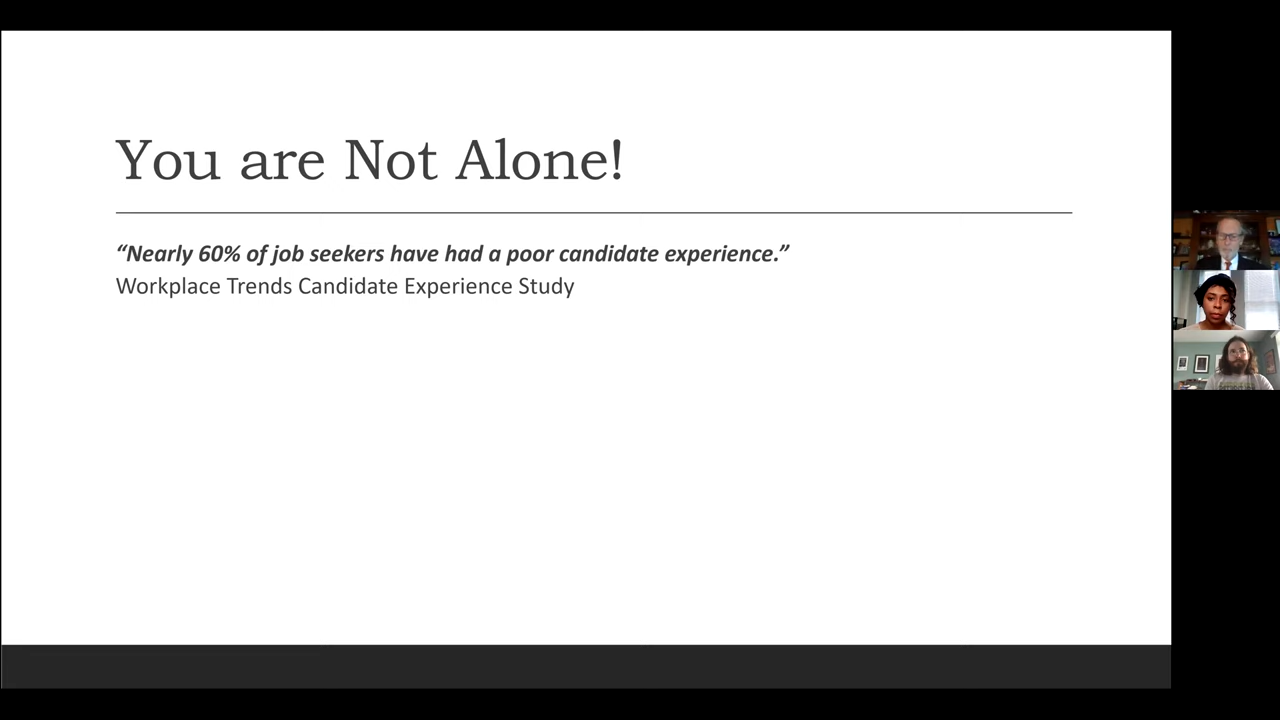 You are Not Alone!
“Nearly 60% of job seekers have had a poor candidate experience.”
Workplace Trends Candidate Experience Study